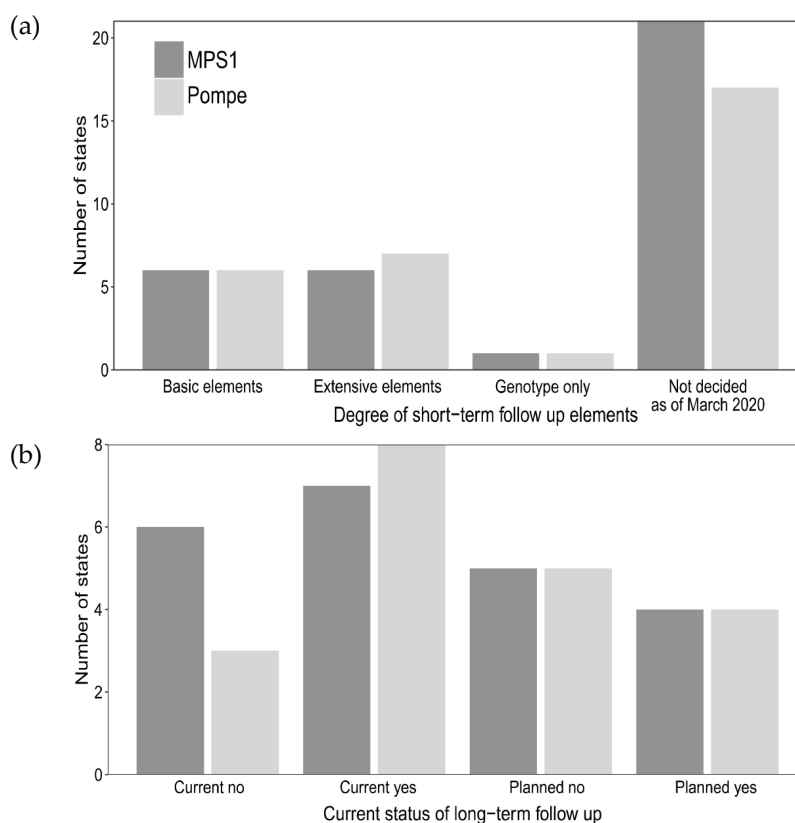 (a)
20
15
10
5
0
Number of states
MPS1
Pompe
Basic elements
Extensive elements
Genotype only
Not decided
as of March 2020
Degree of short−term follow up elements
(b)
8
6
4
2
0
Number of states
Current no
Current yes
Planned no
Planned yes
Current status of long−term follow up